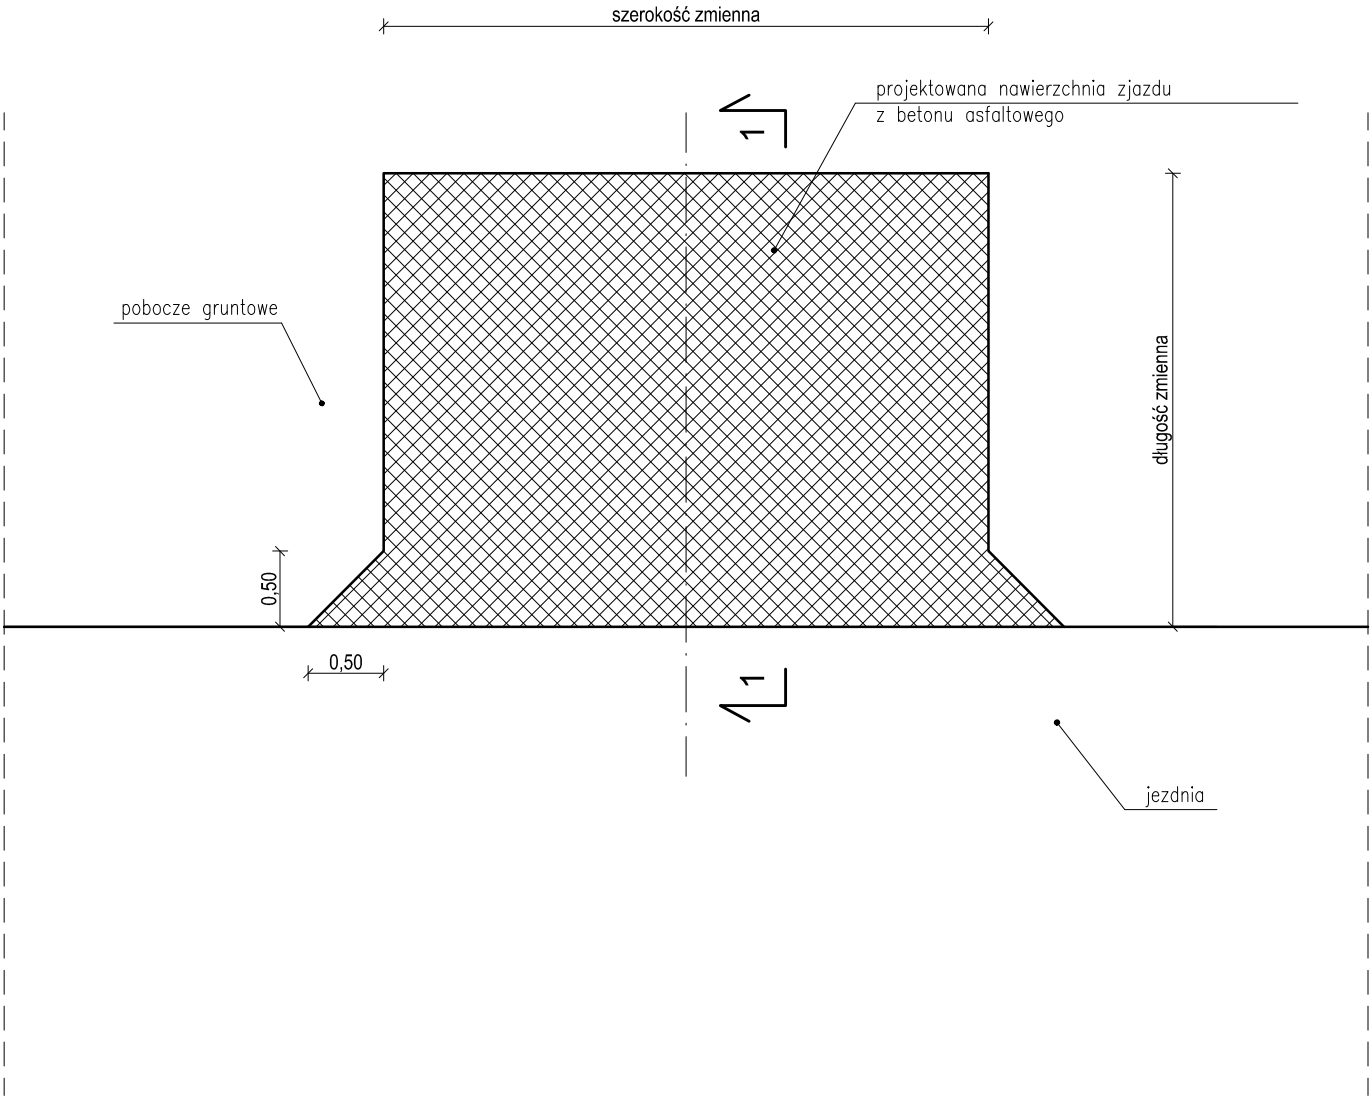 szerokość zmienna
projektowana nawierzchnia zjazdu
z betonu asfaltowego
1
pobocze gruntowe
długość zmienna
0,50
0,50
1
jezdnia